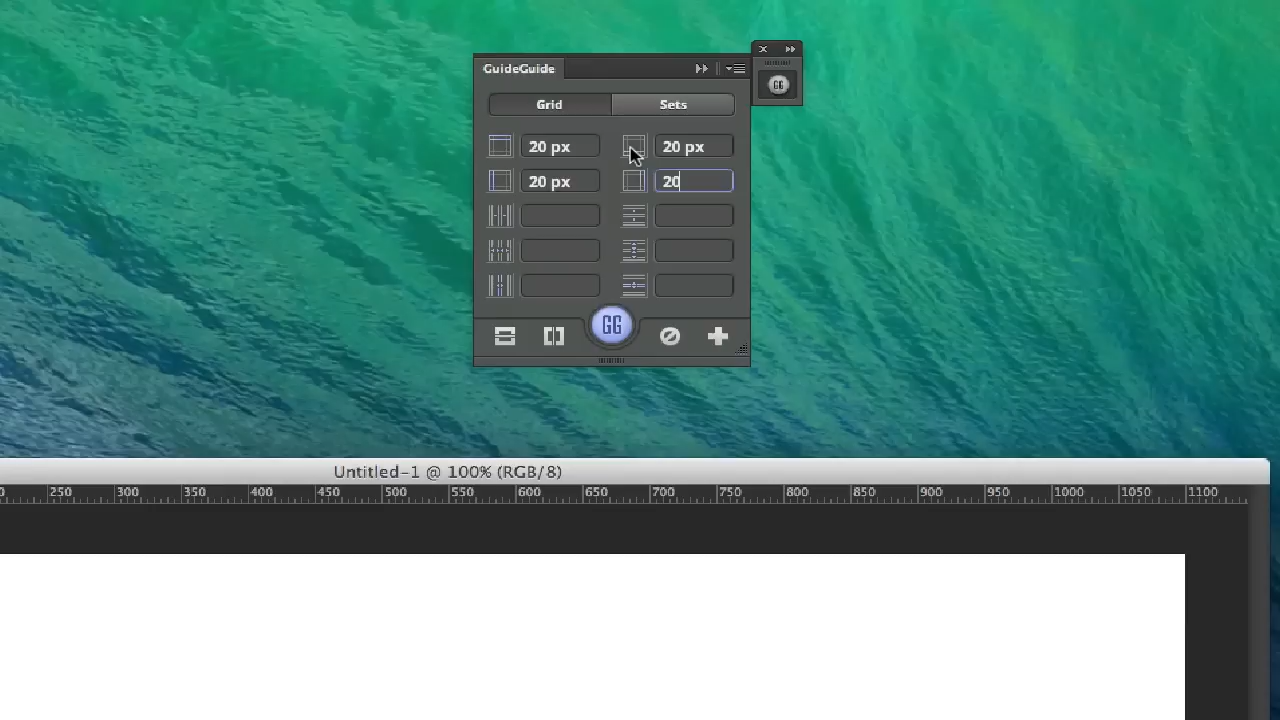 GuideGuide
Grid Sets
20 px 20 px
20 px 20
GG
GG
Untitled-1 @ 100% (RGB/8)
250 300 350 400 450 500 550 600 650 700 750 800 850 900 950 1000 1050 1100